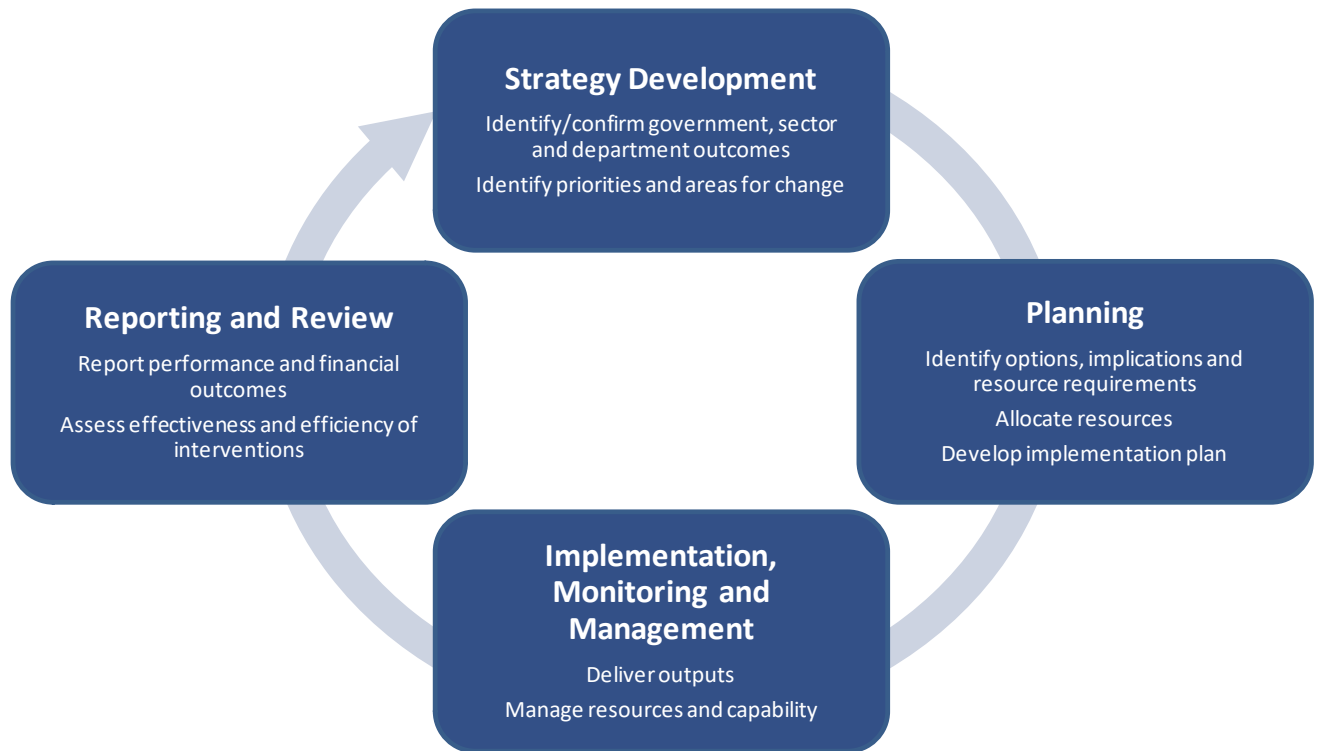 Strategy Development
Identify/confirm government, sector
and department outcomes
Identify priorities and areas for change
Planning
Identify options, implications and
resource requirements
Allocate resources
Develop implementation plan
Implementation,
Monitoring and
Management
Deliver outputs
Manage resources and capability
Reporting and Review
Report performance and financial
outcomes
Assess effectiveness and efficiency of
interventions